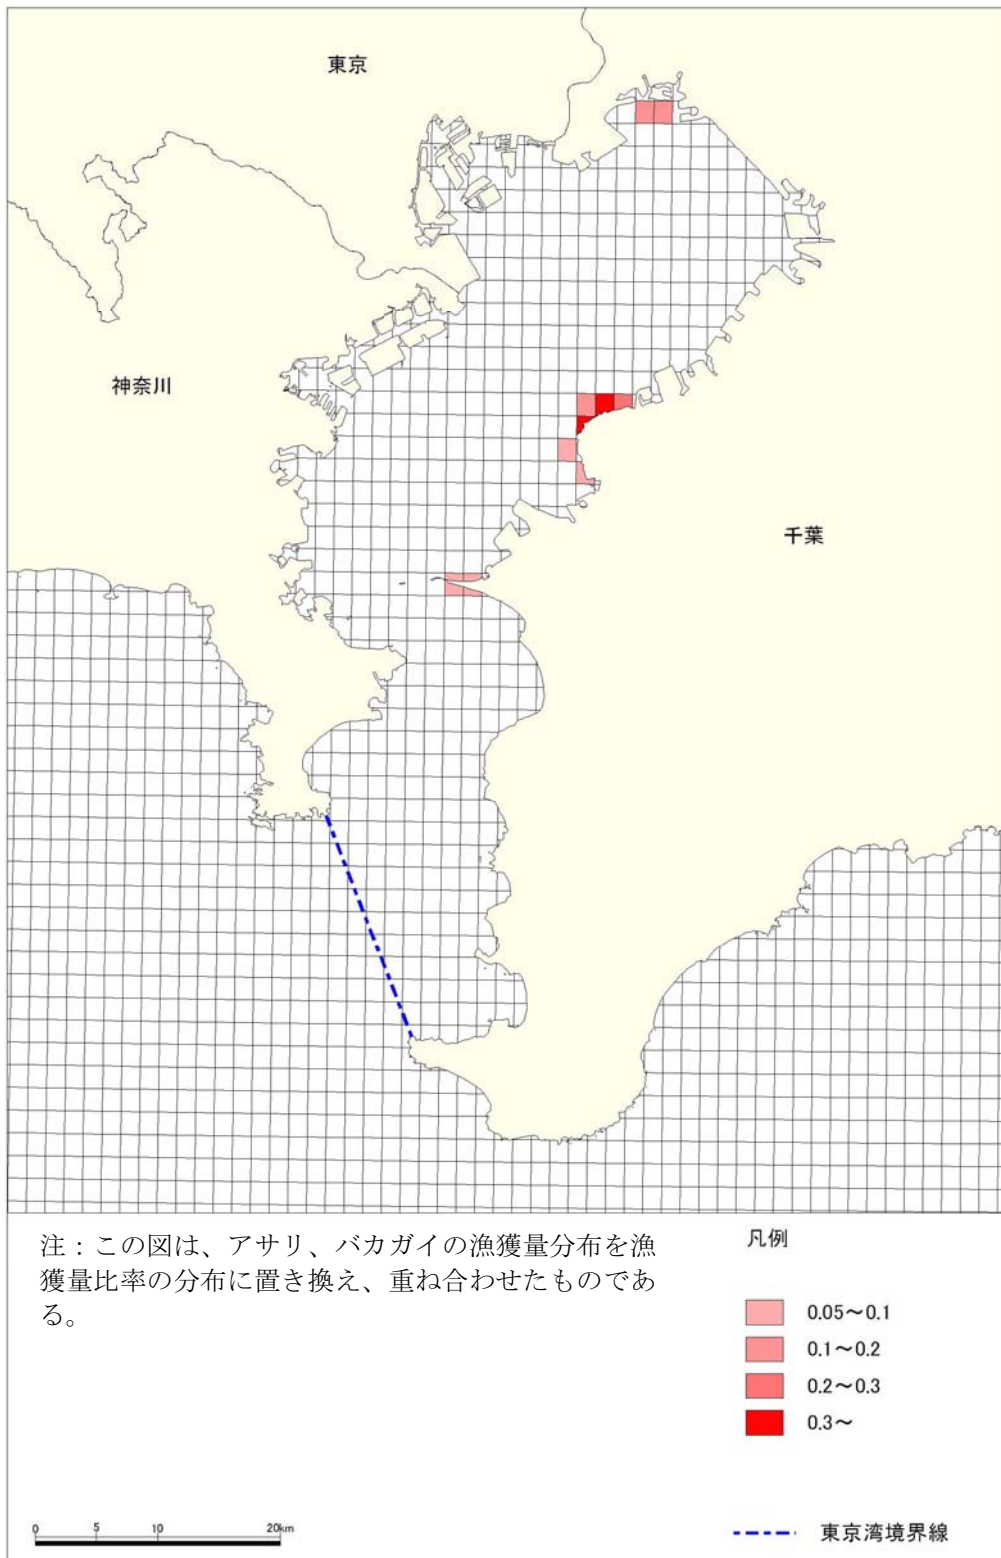 東京
神奈川
千葉
注：この図は、アサリ、バカガイの漁獲量分布を漁
獲量比率の分布に置き換え、重ね合わせたものであ
る。
凡例
0.05～0.1
0.1～0.2
0.2～0.3
0.3～
0 5 10 20km
東京湾境界線